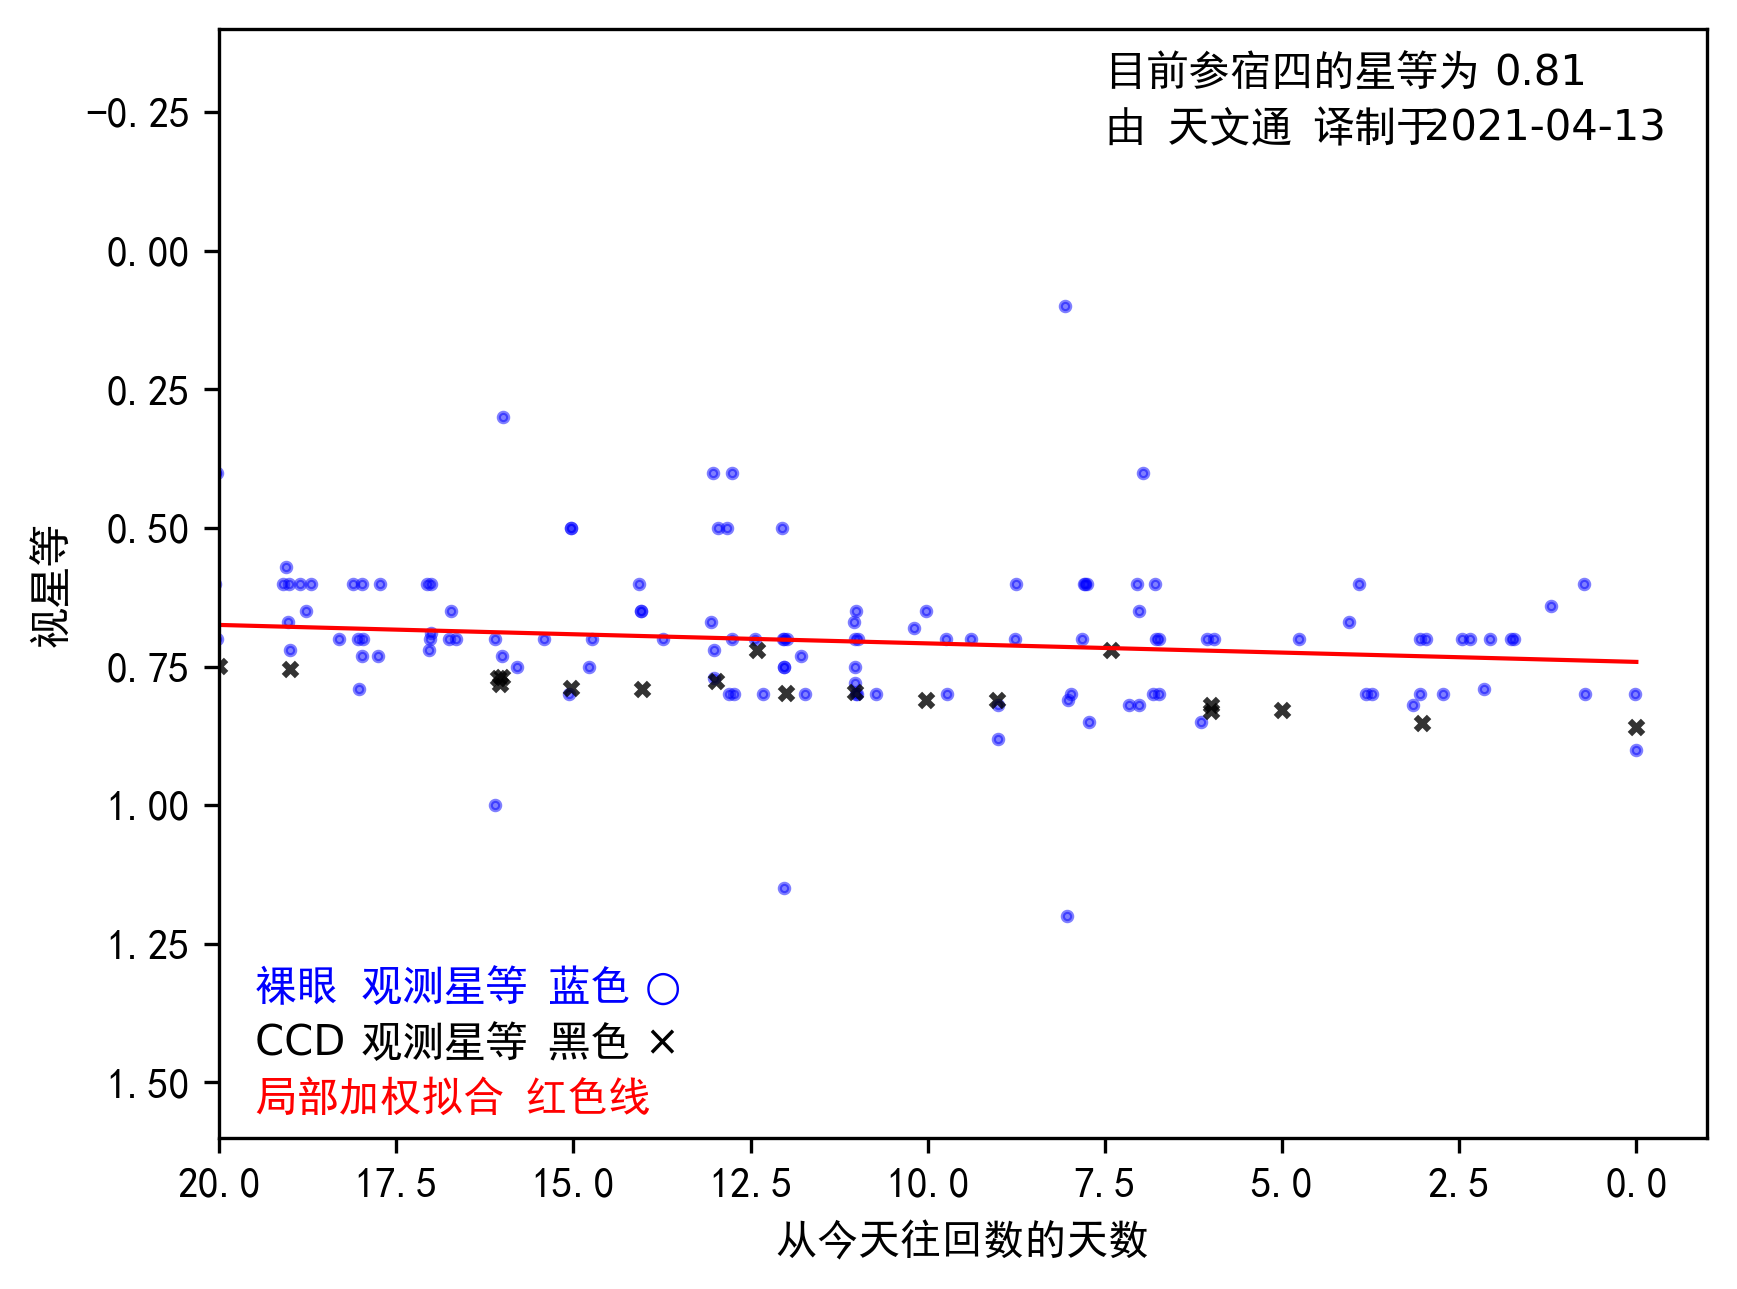 目前参宿四的星等为 0.81
由 天文通 译制于2021-04-13
−0.25
0.00
0.25
0.50
0.75
1.00
1.25
1.50
视星等
裸眼 观测星等 蓝色 ○
CCD 观测星等 黑色 ×
局部加权拟合 红色线
20.0 17.5 15.0 12.5 10.0 7.5 5.0 2.5 0.0
从今天往回数的天数